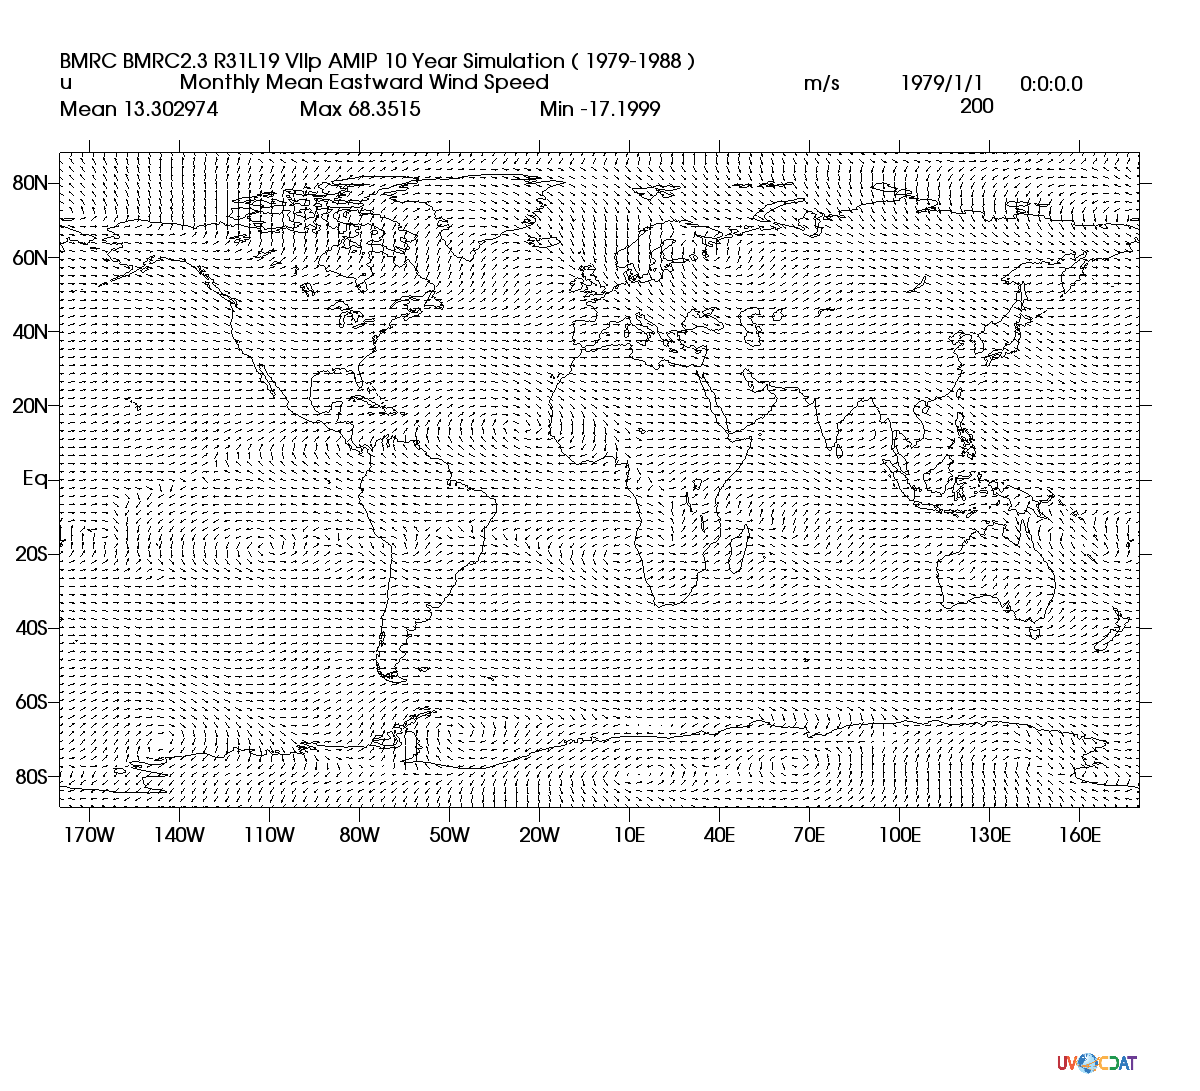 BMRC BMRC2.3 R31L19 VIIp AMIP 10 Year Simulation ( 1979-1988 )
u Monthly Mean Eastward Wind Speed m/s 1979/1/1 0:0:0.0
Mean 13.302974 Max 68.3515 Min -17.1999 200
80N
60N
40N
20N
Eq
20S
40S
60S
80S
170W 140W 110W 80W 50W 20W 10E 40E 70E 100E 130E 160E
UV CDAT